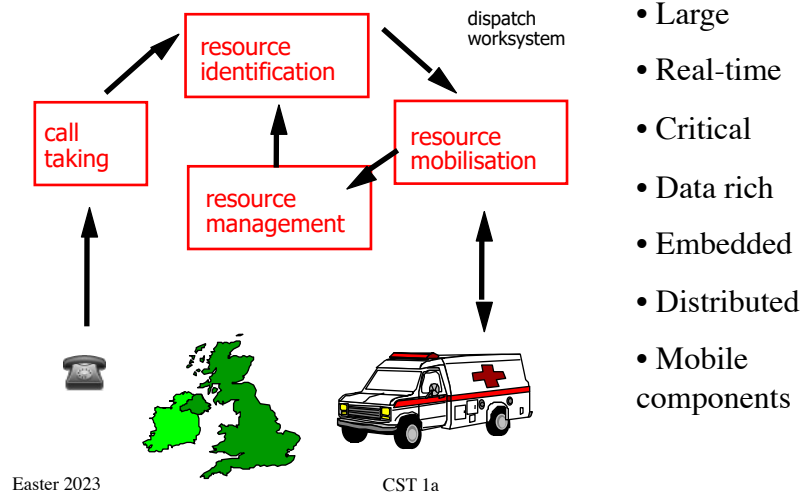 dispatch
worksystem
resource
identification
call
taking
resource
mobilisation
resource
management
• Large
• Real-time
• Critical
• Data rich
• Embedded
• Distributed
• Mobile
components
Easter 2023
CST 1a